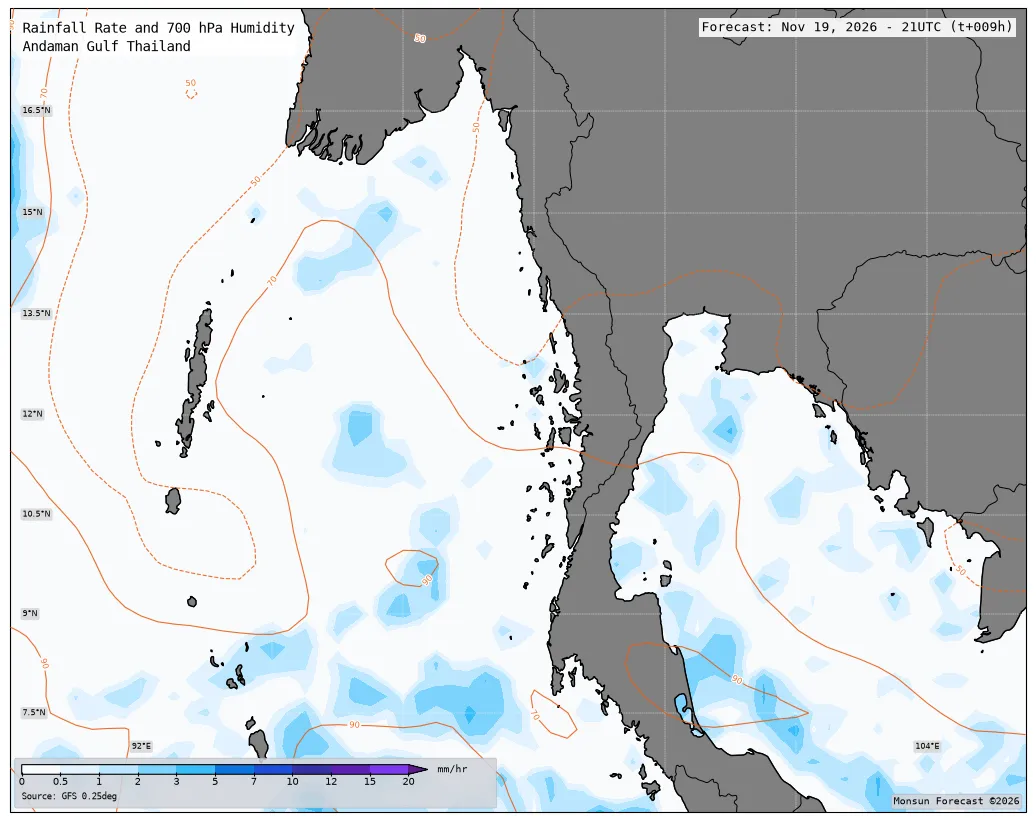 Rainfall Rate and 700 hPa Humidity
Andaman Gulf Thailand
Forecast: Nov 19, 2026 - 21UTC (t+009h)
50
50
70
16.5°N
50
50
15°N
70
13.5°N
12°N
10.5°N
90
50
9°N
90
90
70
7.5°N
90
92°E
104°E
0 0.5 1 2 3 5 7 10 12 15 20 mm/hr
Source: GFS 0.25deg
Monsun Forecast ©2026